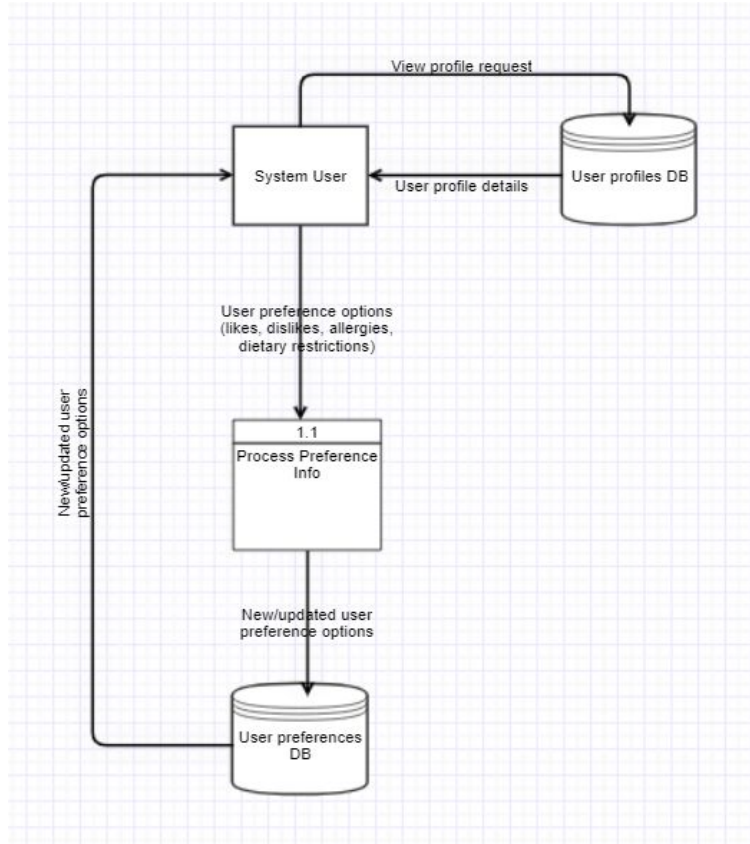 View profile request
System User
User profiles DB
User profile details
User preference options
(likes, dislikes, allergies,
dietary restrictions)
New/updated user
preference options
1.1
Process Preference
Info
New/updated user
preference options
User preferences
DB